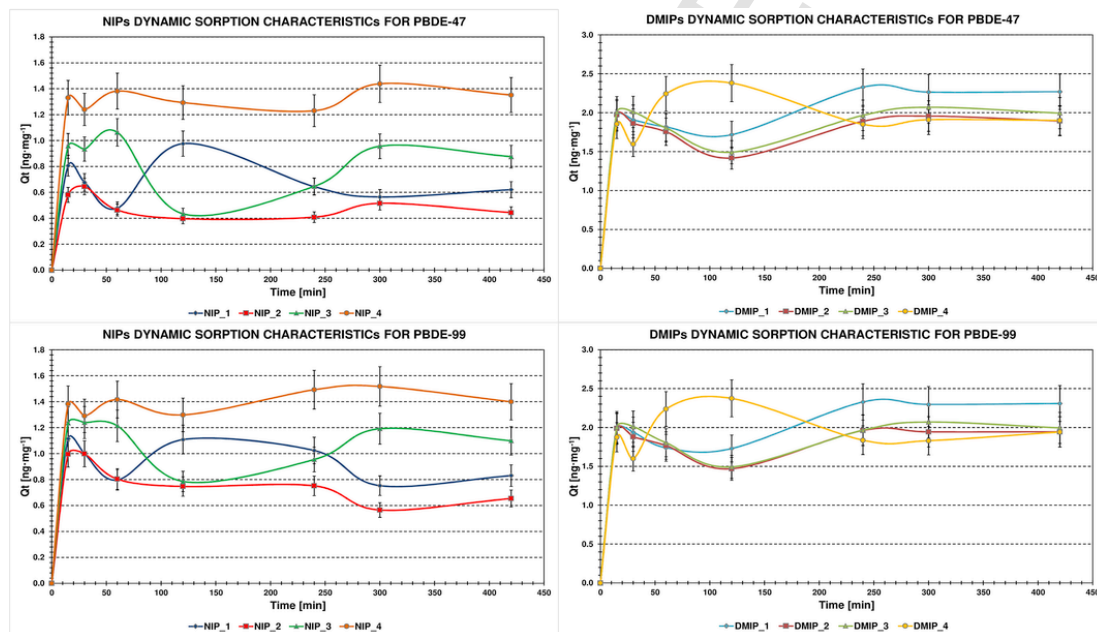 NIPs DYNAMIC SORPTION CHARACTERISTICs FOR PBDE-47
1.8
1.6
1.4
1.2
1.0
0.8
0.6
0.4
0.2
0.0
Qt [ng·mg⁻¹]
0 50 100 150 200 250 300 350 400 450
Time [min]
NIP_1 NIP_2 NIP_3 NIP_4
DMIPs DYNAMIC SORPTION CHARACTERISTICS FOR PBDE-47
3.0
2.5
2.0
1.5
1.0
0.5
0.0
Qt [ng·mg⁻¹]
0 50 100 150 200 250 300 350 400 450
Time [min]
DMIP_1 DMIP_2 DMIP_3 DMIP_4
NIPs DYNAMIC SORPTION CHARACTERISTICs FOR PBDE-99
1.8
1.6
1.4
1.2
1.0
0.8
0.6
0.4
0.2
0.0
Qt [ng·mg⁻¹]
0 50 100 150 200 250 300 350 400 450
Time [min]
NIP_1 NIP_2 NIP_3 NIP_4
DMIPs DYNAMIC SORPTION CHARACTERISTIC FOR PBDE-99
3.0
2.5
2.0
1.5
1.0
0.5
0.0
Qt [ng·mg⁻¹]
0 50 100 150 200 250 300 350 400 450
Time [min]
DMIP_1 DMIP_2 DMIP_3 DMIP_4